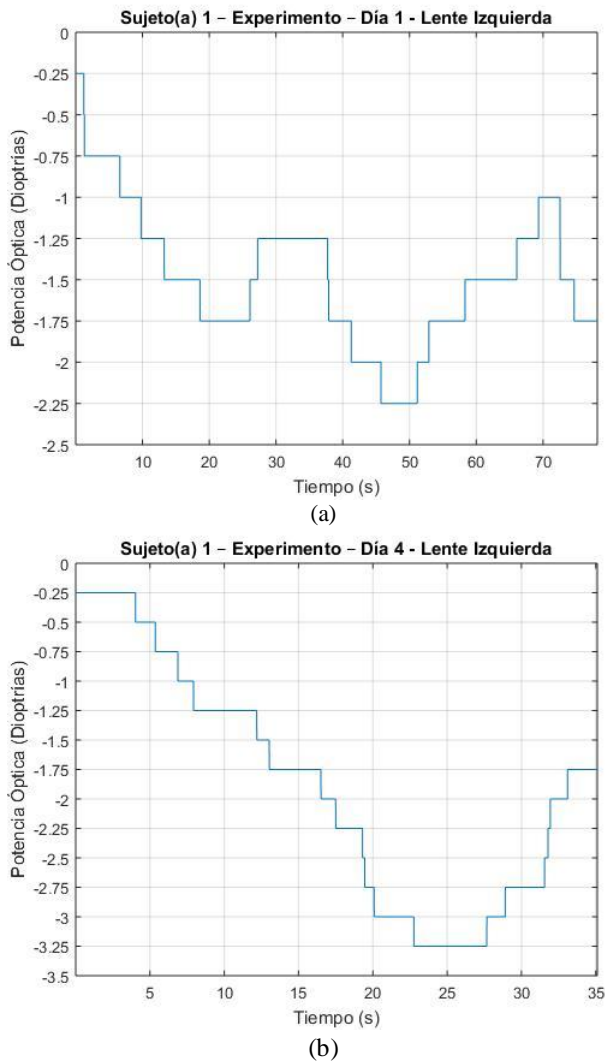 Sujeto(a) 1 – Experimento – Día 1 - Lente Izquierda
0
-0.25
-0.5
-0.75
-1
-1.25
-1.5
-1.75
-2
-2.25
-2.5
Potencia Óptica (Dioptrías)
10 20 30 40 50 60 70
Tiempo (s)
(a)
Sujeto(a) 1 – Experimento – Día 4 - Lente Izquierda
0
-0.25
-0.5
-0.75
-1
-1.25
-1.5
-1.75
-2
-2.25
-2.5
-2.75
-3
-3.25
-3.5
Potencia Óptica (Dioptrías)
5 10 15 20 25 30 35
Tiempo (s)
(b)